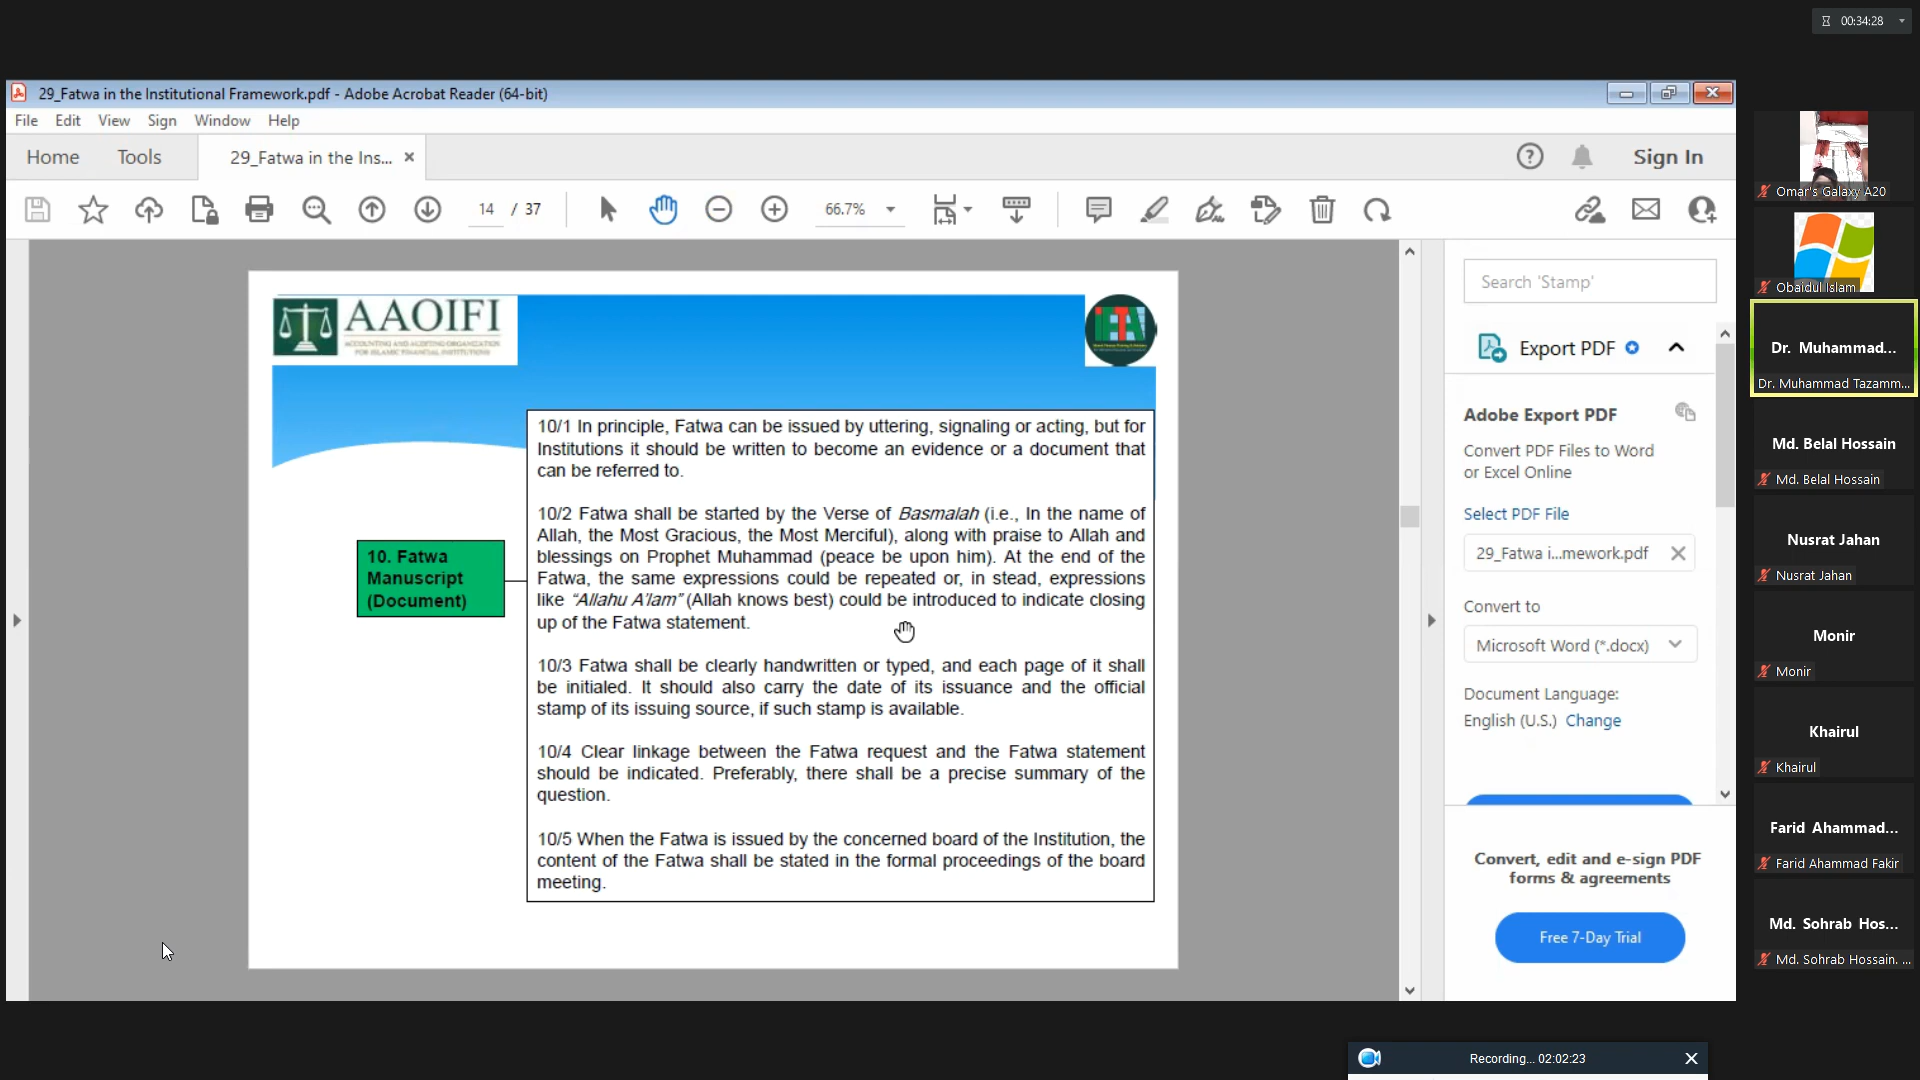 00:34:28
29_Fatwa in the Institutional Framework.pdf - Adobe Acrobat Reader (64-bit)
File Edit View Sign Window Help
Home Tools 29_Fatwa in the Ins... Sign In
14 / 37 66.7%
AAOIFI
ACCOUNTING AND AUDITING ORGANIZATION
FOR ISLAMIC FINANCIAL INSTITUTIONS
10. Fatwa
Manuscript
(Document)
10/1 In principle, Fatwa can be issued by uttering, signaling or acting, but for
Institutions it should be written to become an evidence or a document that
can be referred to.
10/2 Fatwa shall be started by the Verse of Basmalah (i.e., In the name of
Allah, the Most Gracious, the Most Merciful), along with praise to Allah and
blessings on Prophet Muhammad (peace be upon him). At the end of the
Fatwa, the same expressions could be repeated or, in stead, expressions
like “Allahu A’lam” (Allah knows best) could be introduced to indicate closing
up of the Fatwa statement.
10/3 Fatwa shall be clearly handwritten or typed, and each page of it shall
be initialed. It should also carry the date of its issuance and the official
stamp of its issuing source, if such stamp is available.
10/4 Clear linkage between the Fatwa request and the Fatwa statement
should be indicated. Preferably, there shall be a precise summary of the
question.
10/5 When the Fatwa is issued by the concerned board of the Institution, the
content of the Fatwa shall be stated in the formal proceedings of the board
meeting.
Search 'Stamp'
Export PDF
Adobe Export PDF
Convert PDF Files to Word
or Excel Online
Select PDF File
29_Fatwa i...mework.pdf
Convert to
Microsoft Word (*.docx)
Document Language:
English (U.S.) Change
Convert, edit and e-sign PDF
forms & agreements
Free 7-Day Trial
Omar's Galaxy A20
Obaidul Islam
Dr. Muhammad...
Dr. Muhammad Tazamm...
Md. Belal Hossain
Md. Belal Hossain
Nusrat Jahan
Nusrat Jahan
Monir
Monir
Khairul
Khairul
Farid Ahammad...
Farid Ahammad Fakir
Md. Sohrab Hos...
Md. Sohrab Hossain. ...
Recording... 02:02:23